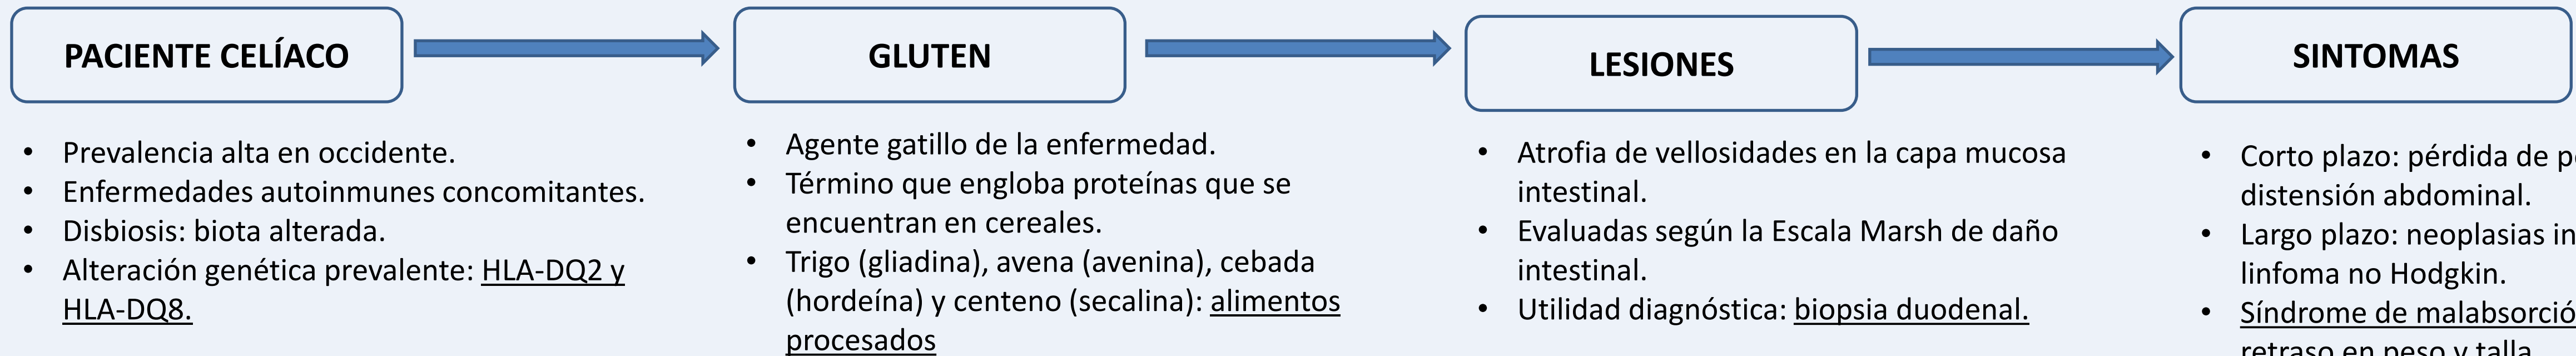 PACIENTE CELÍACO
Prevalencia alta en occidente.
Enfermedades autoinmunes concomitantes.
Disbiosis: biota alterada.
Alteración genética prevalente: HLA-DQ2 y
HLA-DQ8.
GLUTEN
Agente gatillo de la enfermedad.
Término que engloba proteínas que se
encuentran en cereales.
Trigo (gliadina), avena (avenina), cebada
(hordeína) y centeno (secalina): alimentos
procesados
LESIONES
Atrofia de vellosidades en la capa mucosa
intestinal.
Evaluadas según la Escala Marsh de daño
intestinal.
Utilidad diagnóstica: biopsia duodenal.
SINTOMAS
Corto plazo: pérdida de
distensión abdominal.
Largo plazo: neoplasias
linfoma no Hodgkin.
Síndrome de
retraso en peso y talla